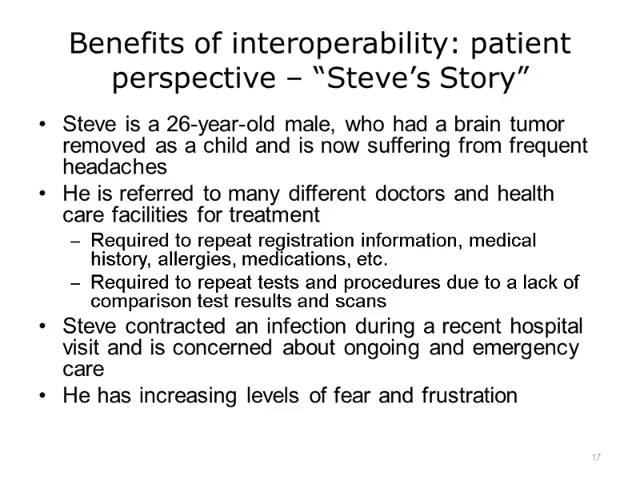 Benefits of interoperability: patient
perspective – “Steve’s Story”
• Steve is a 26-year-old male, who had a brain tumor
removed as a child and is now suffering from frequent
headaches
• He is referred to many different doctors and health
care facilities for treatment
– Required to repeat registration information, medical
history, allergies, medications, etc.
– Required to repeat tests and procedures due to a lack of
comparison test results and scans
• Steve contracted an infection during a recent hospital
visit and is concerned about ongoing and emergency
care
• He has increasing levels of fear and frustration
17